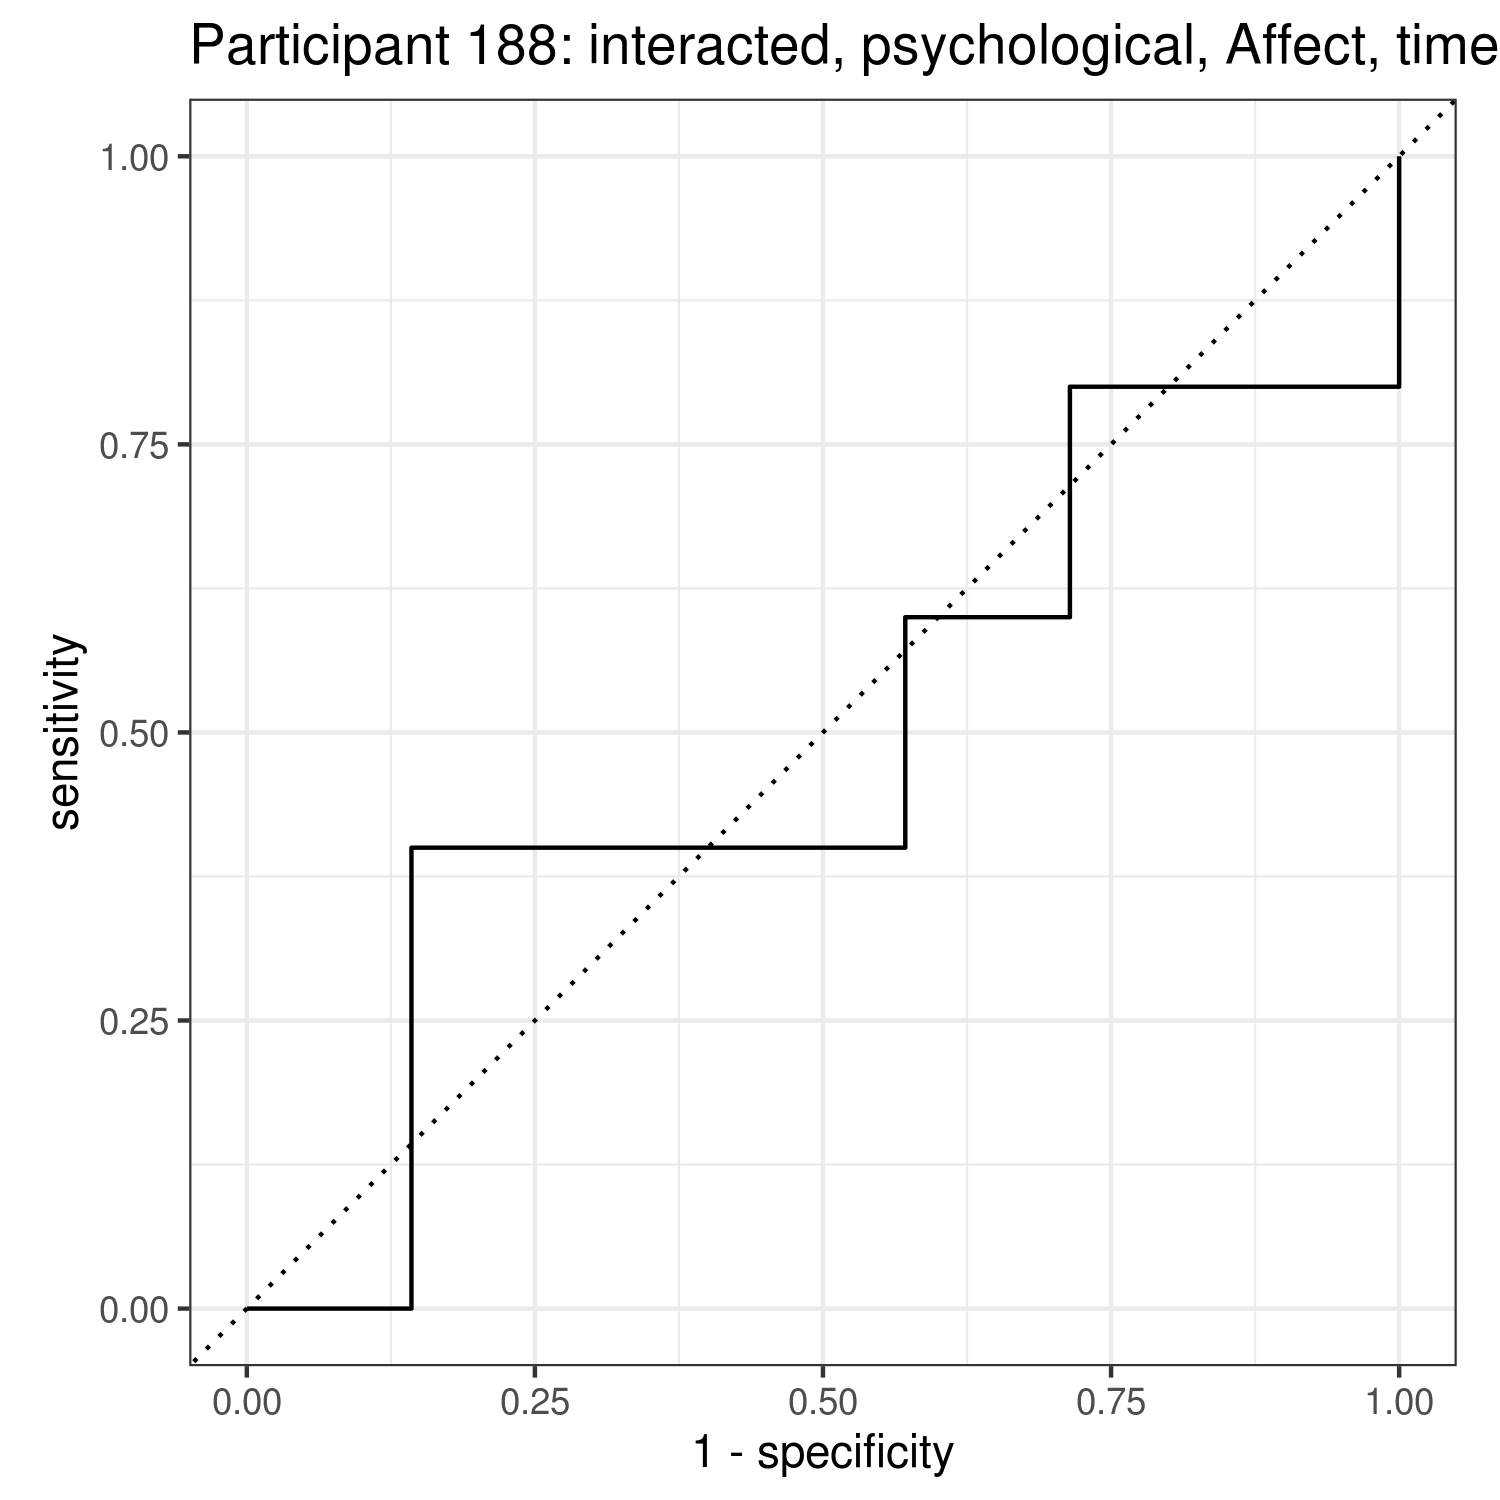 Participant 188: interacted, psychological, Affect, time
1.00
0.75
0.50
0.25
0.00
sensitivity
0.00 0.25 0.50 0.75 1.00
1 - specificity